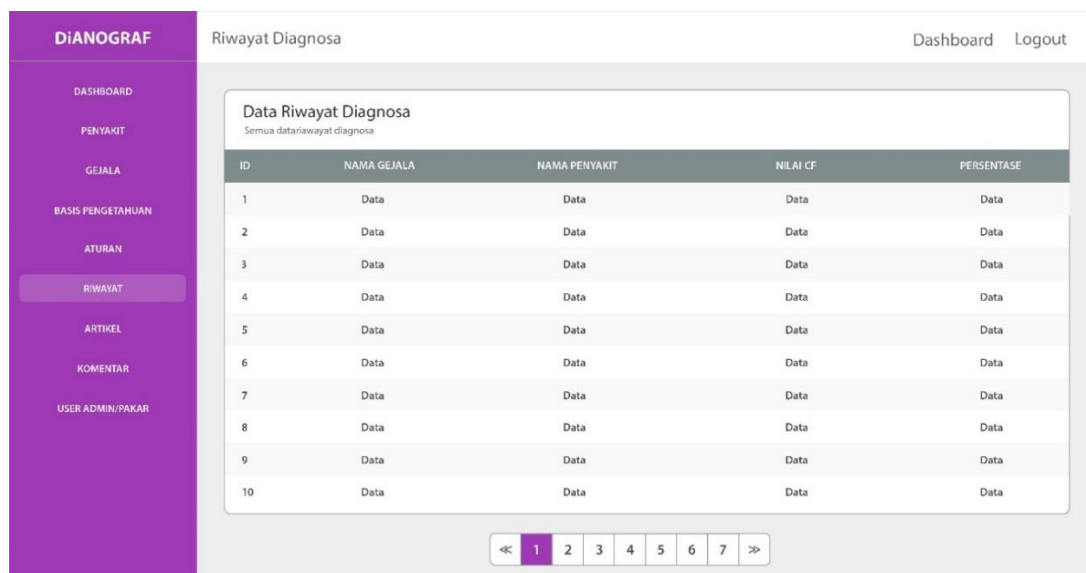 DiANOGRAF
Riwayat Diagnosa
Dashboard Logout
DASHBOARD
PENYAKIT
GEJALA
BASIS PENGETAHUAN
ATURAN
RIWAYAT
ARTIKEL
KOMENTAR
USER ADMIN/PAKAR
Data Riwayat Diagnosa
Semua datariawayat diagnosa
ID NAMA GEJALA NAMA PENYAKIT NILAI CF PERSENTASE
1 Data Data Data Data
2 Data Data Data Data
3 Data Data Data Data
4 Data Data Data Data
5 Data Data Data Data
6 Data Data Data Data
7 Data Data Data Data
8 Data Data Data Data
9 Data Data Data Data
10 Data Data Data Data
≪ 1 2 3 4 5 6 7 ≫